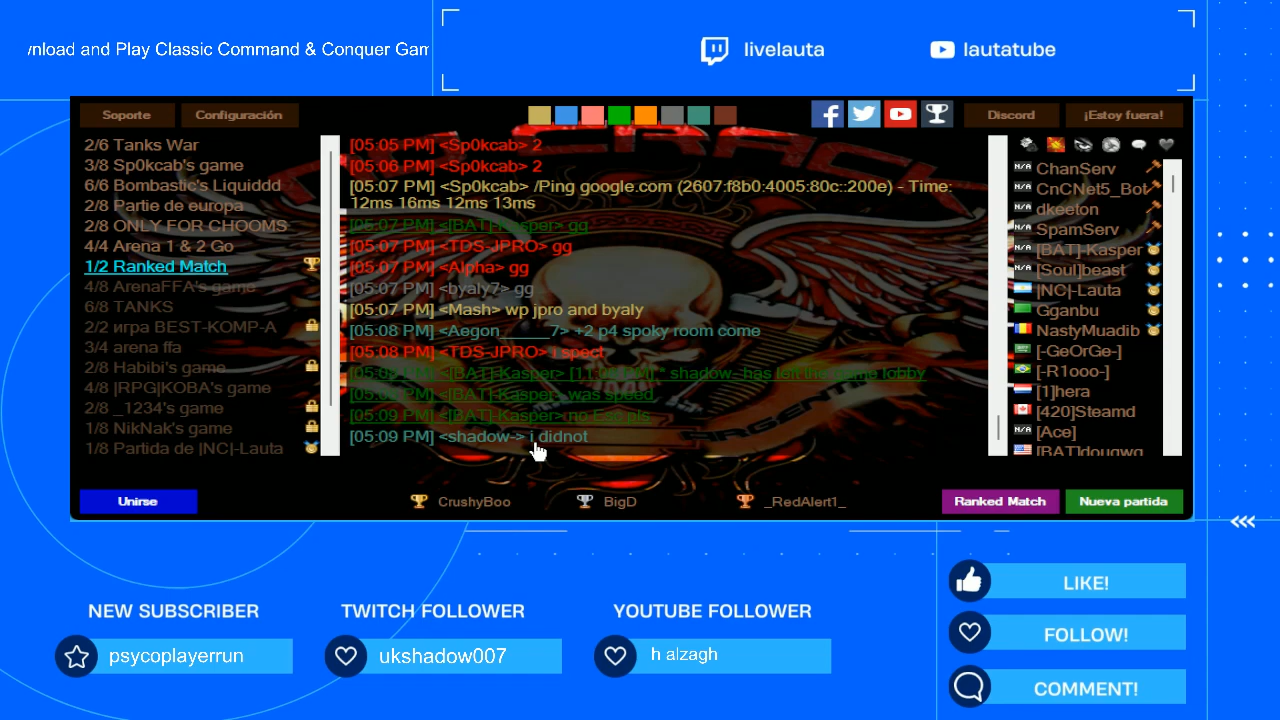 wnload and Play Classic Command & Conquer Gam
livelauta
lautatube
Soporte
Configuración
Discord
¡Estoy fuera!
2/6 Tanks War
3/8 Sp0kcab's game
6/6 Bombastic's Liquiddd
2/8 Partie de europa
2/8 ONLY FOR CHOOMS
4/4 Arena 1 & 2 Go
1/2 Ranked Match
4/8 ArenaFFA's game
6/8 TANKS
2/2 игра BEST-KOMP-A
3/4 arena ffa
2/8 Habibi's game
4/8 |RPG|KOBA's game
2/8 _1234's game
1/8 NikNak's game
1/8 Partida de |NC|-Lauta
[05:05 PM] <Sp0kcab> 2
[05:06 PM] <Sp0kcab> 2
[05:07 PM] <Sp0kcab> /Ping google.com (2607:f8b0:4005:80c::200e) - Time:
12ms 16ms 12ms 13ms
[05:07 PM] <[BAT]-Kasper> gg
[05:07 PM] <TDS-JPRO> gg
[05:07 PM] <Alpha> gg
[05:07 PM] <byaly7> gg
[05:07 PM] <Mash> wp jpro and byaly
[05:08 PM] <Aegon_____7> +2 p4 spoky room come
[05:08 PM] <TDS-JPRO> i spect
<[BAT]-Kasper> * shadow- has left the game lobby
<[BAT]-Kasper> was speed
[05:09 PM] <[BAT]-Kasper> no Esc pls
[05:09 PM] <shadow-> i didnot
N/A ChanServ
N/A CnCNet5_Bot
N/A dkeeton
N/A SpamServ
N/A [BAT]-Kasper
N/A [Soul]beast
|NC|-Lauta
Gganbu
NastyMuadib
[-GeOrGe-]
[-R1ooo-]
[1]hera
[420]Steamd
N/A [Ace]
[BAT]dougwg
Unirse
CrushyBoo
BigD
_RedAlert1_
Ranked Match
Nueva partida
NEW SUBSCRIBER
psycoplayerrun
TWITCH FOLLOWER
ukshadow007
YOUTUBE FOLLOWER
h alzagh
LIKE!
FOLLOW!
COMMENT!